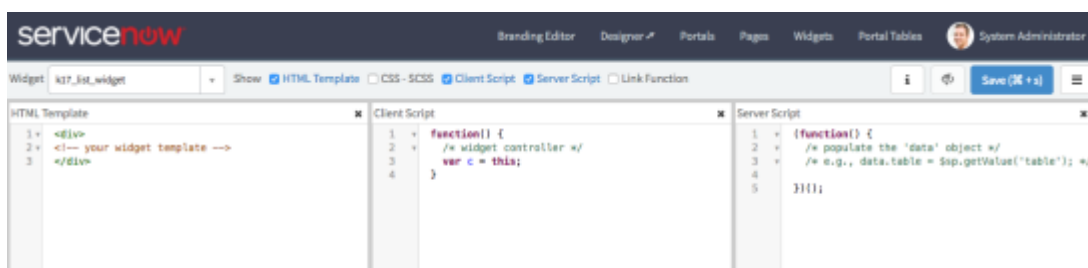 servicenow
Branding Editor Designer Portals Pages Widgets Portal Tables System Administrator
Widget k17_list_widget Show HTML Template CSS - SCSS Client Script Server Script Link Function i Save (⌘ + s)
HTML Template
1 <div>
2 <!-- your widget template -->
3 </div>
Client Script
1 function() {
2 /* widget controller */
3 var c = this;
4 }
Server Script
1 (function() {
2 /* populate the 'data' object */
3 /* e.g., data.table = $sp.getValue("table"); */
4
5 })();